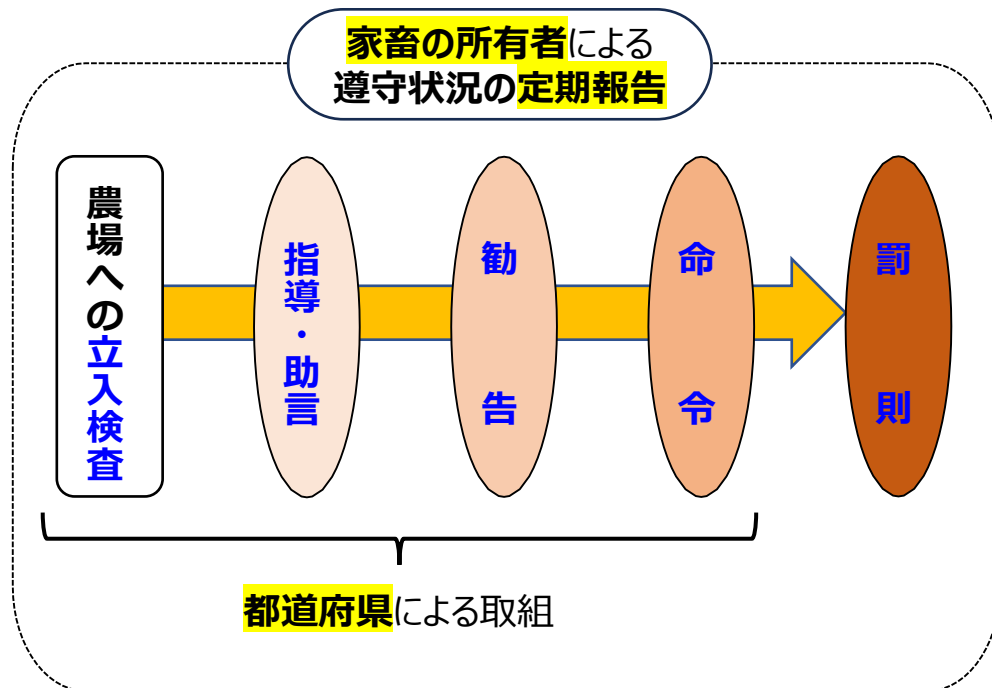 家畜の所有者による
遵守状況の定期報告
農場への立入検査
指導・助言
勧告
命令
罰則
都道府県による取組